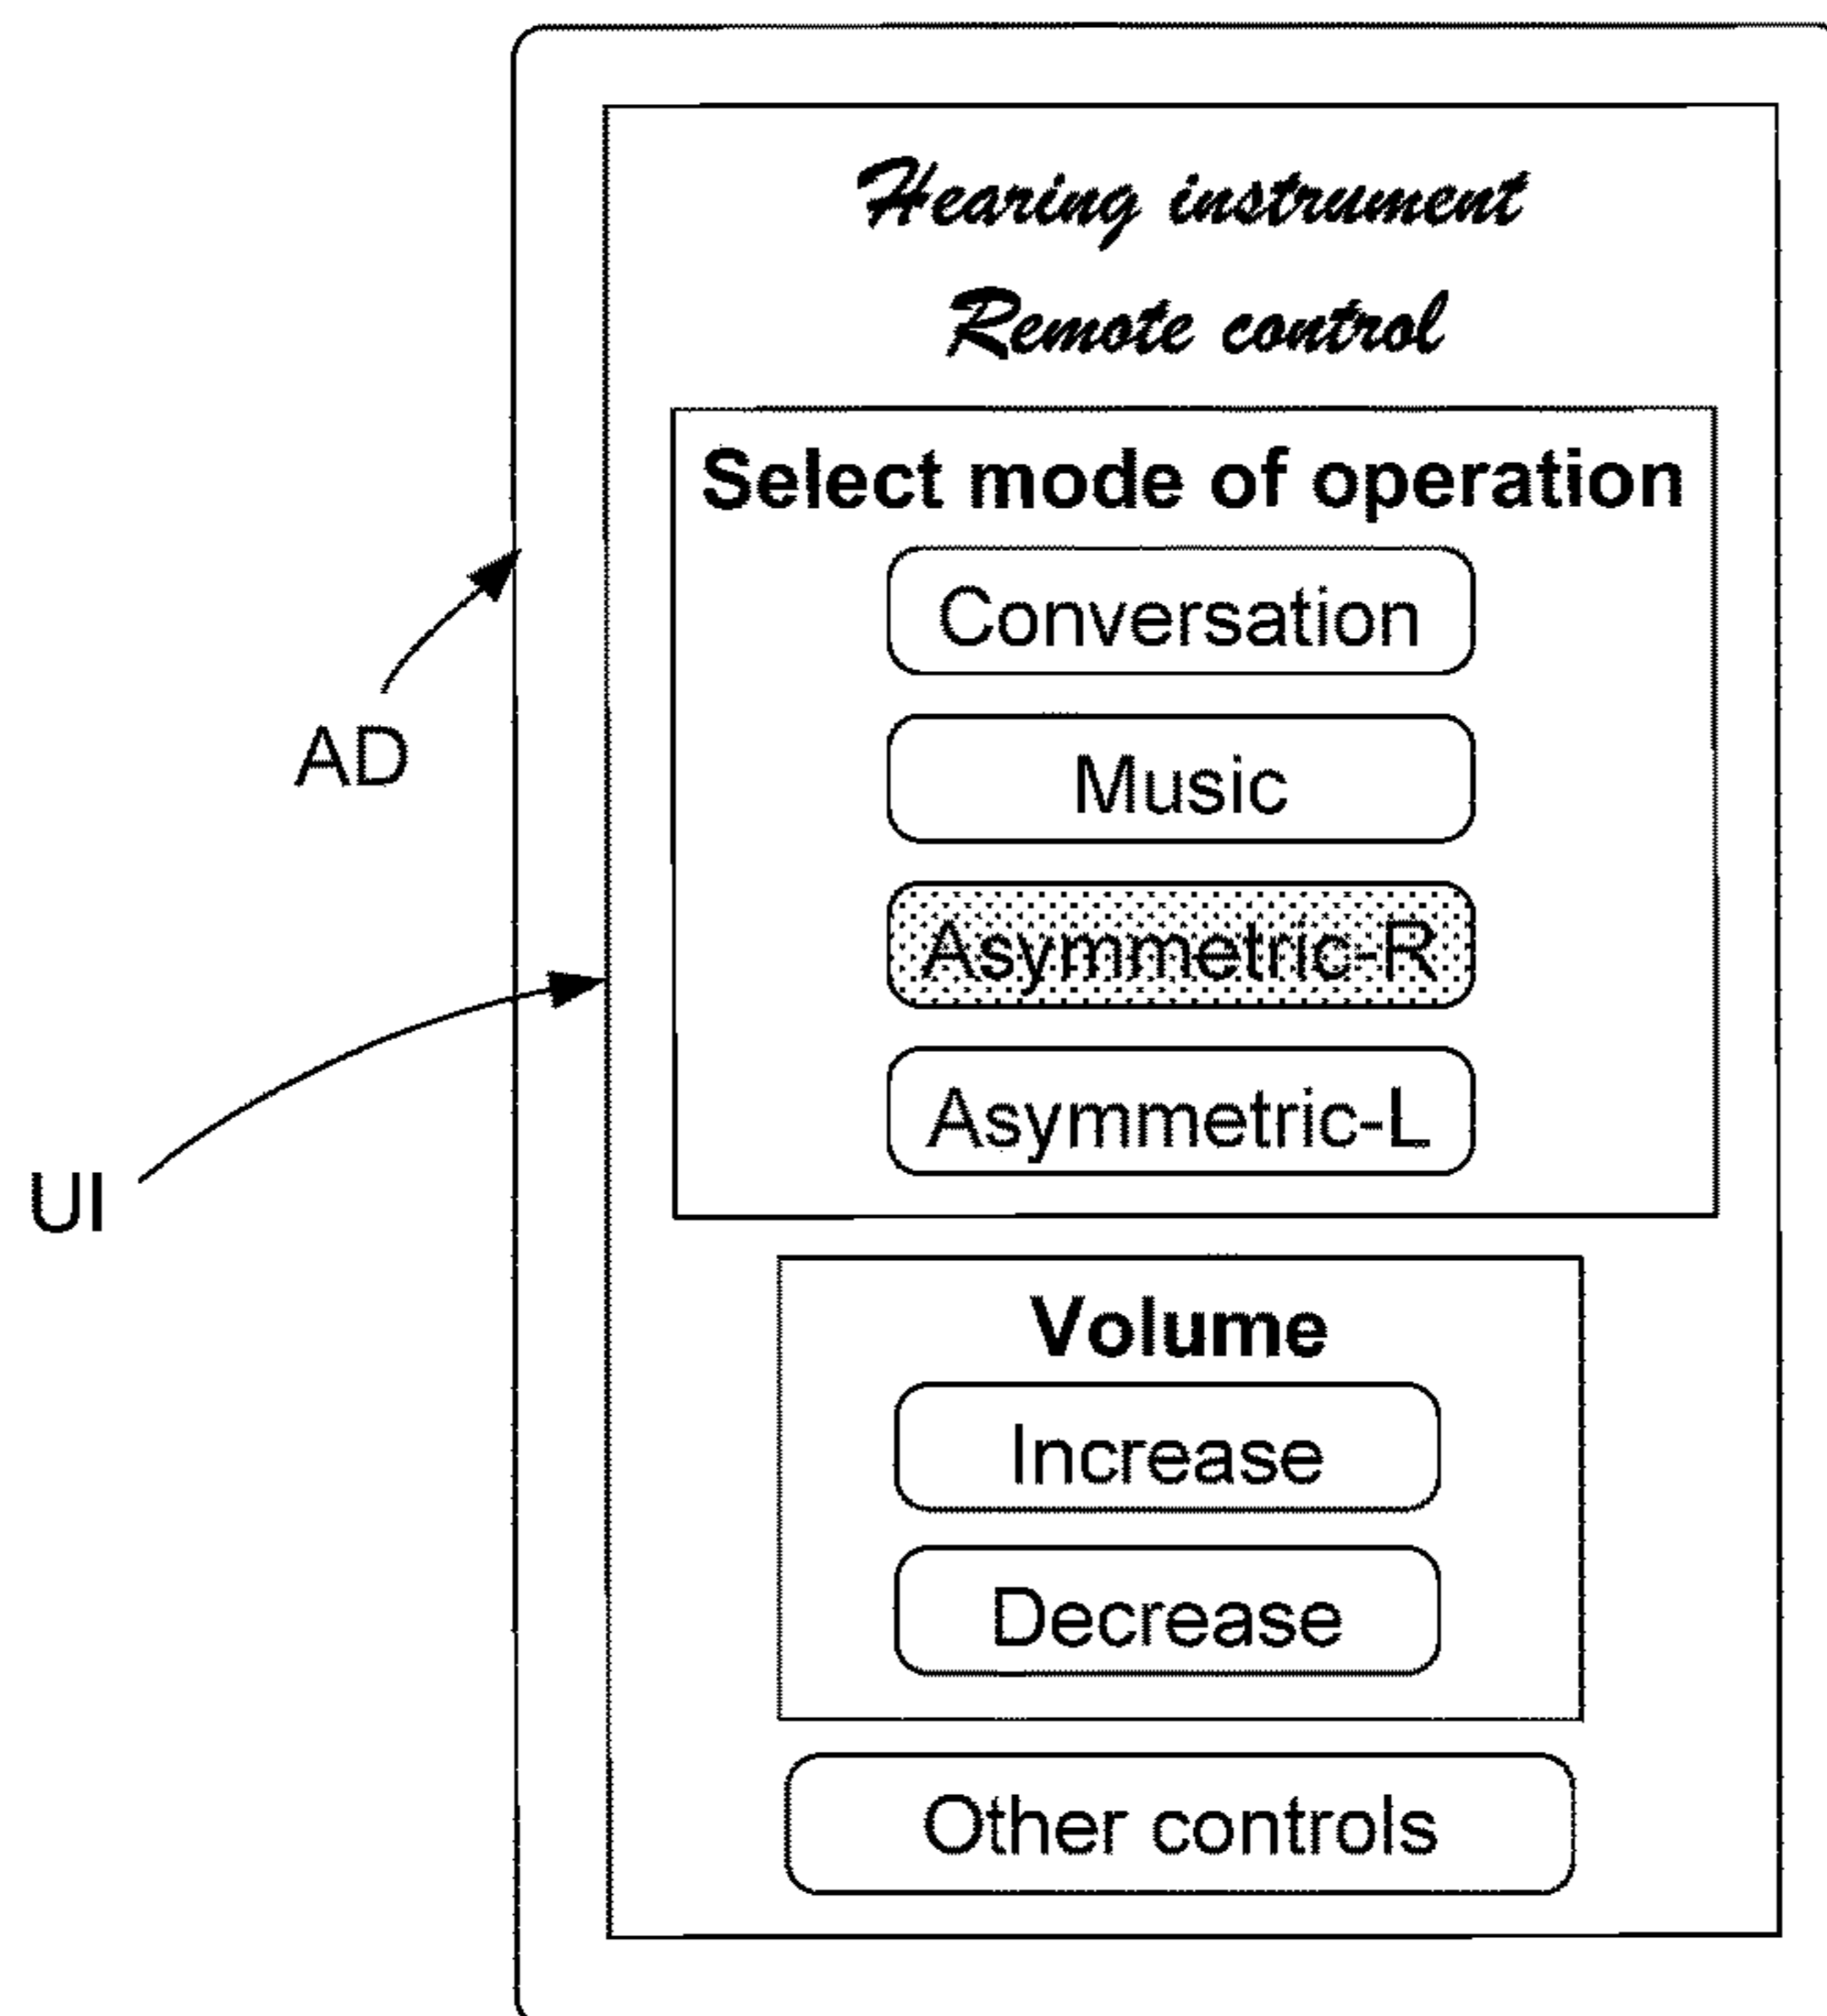 Hearing instrument
Remote control
Select mode of operation
Conversation
Music
AD
Asymmetric-R
Asymmetric-L
UI
Volume
Increase
Decrease
Other controls